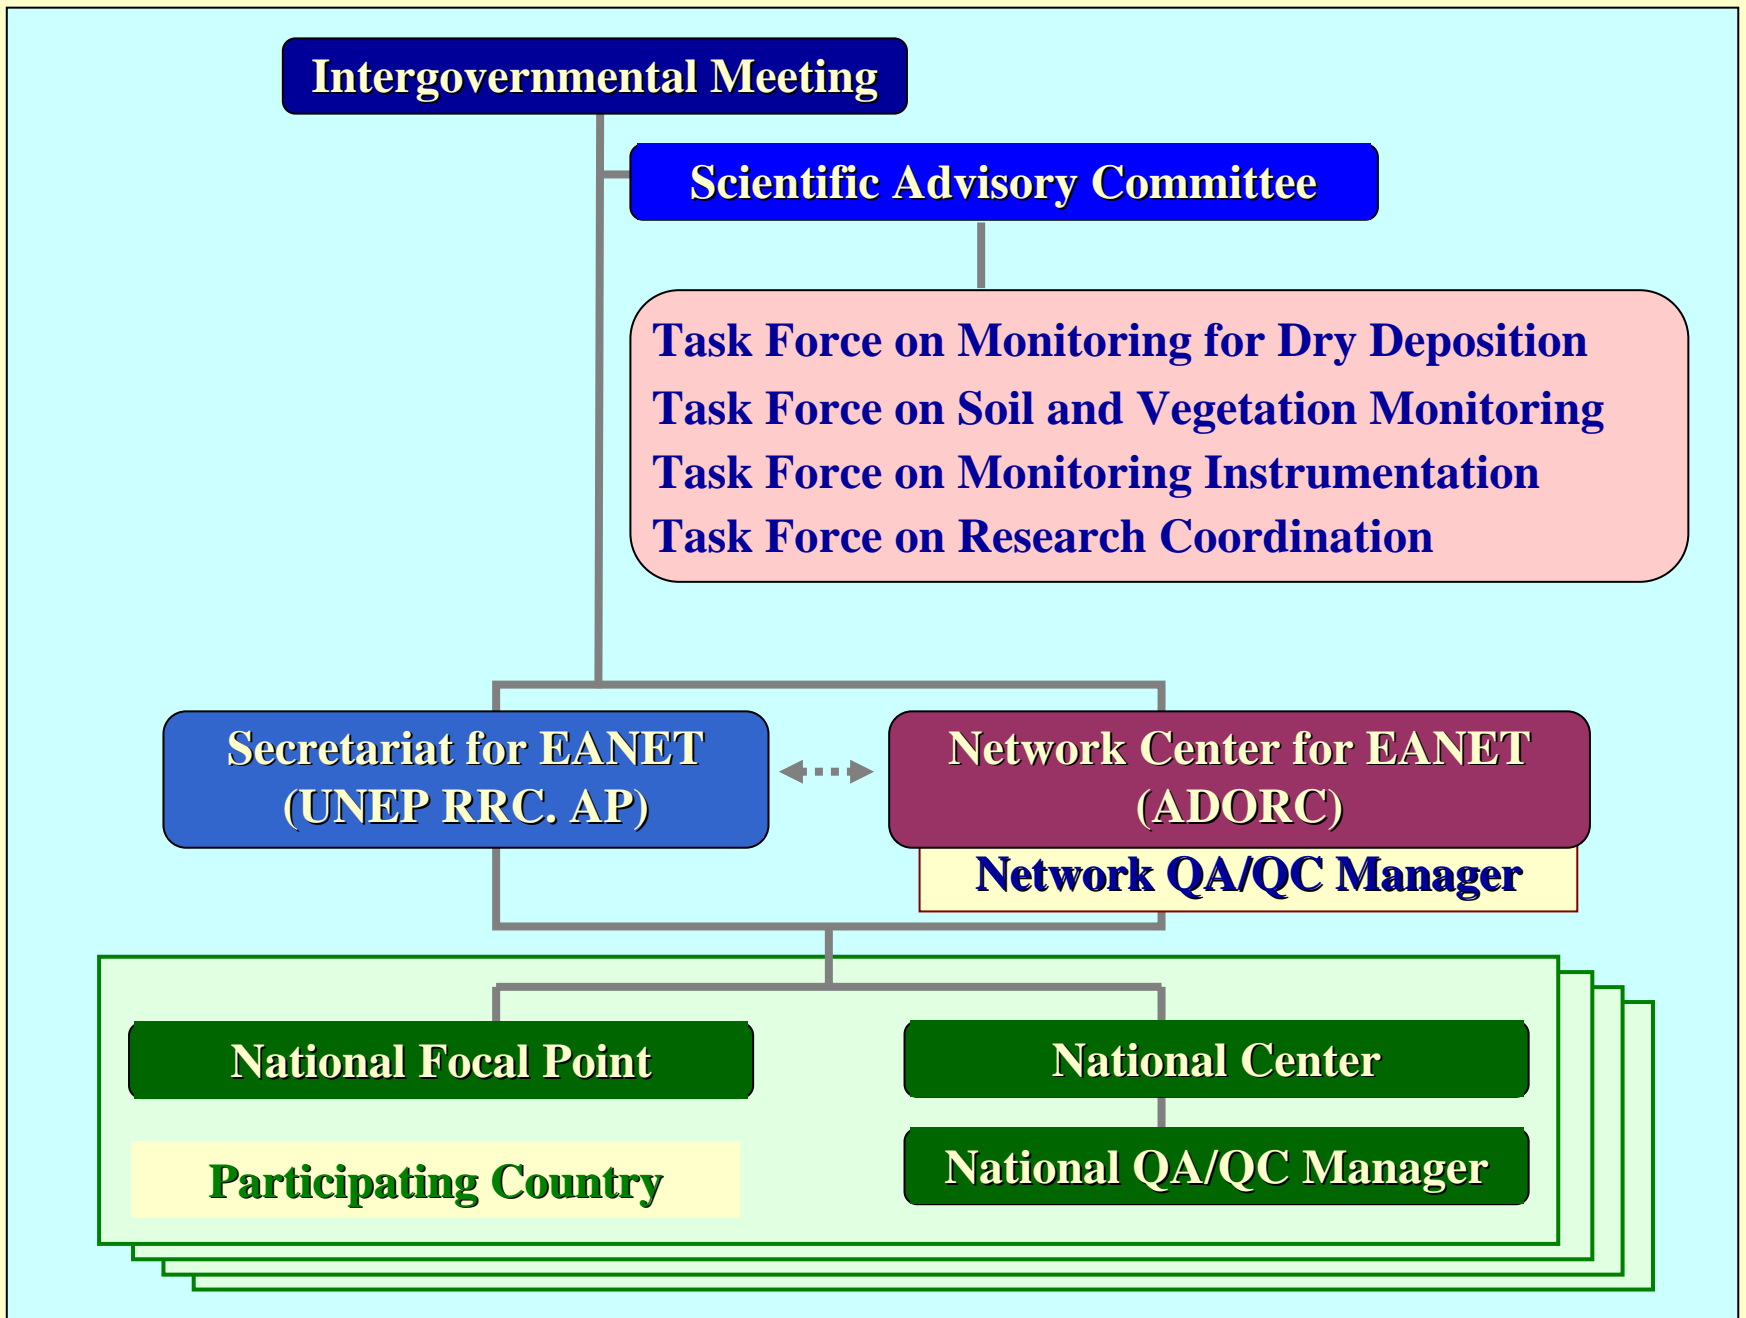 Intergovernmental Meeting
Scientific Advisory Committee
Task Force on Monitoring for Dry Deposition
Task Force on Soil and Vegetation Monitoring
Task Force on Monitoring Instrumentation
Task Force on Research Coordination
Secretariat for EANET
(UNEP RRC. AP)
Network Center for EANET
(ADORC)
Network QA/QC Manager
National Focal Point
National Center
Participating Country
National QA/QC Manager